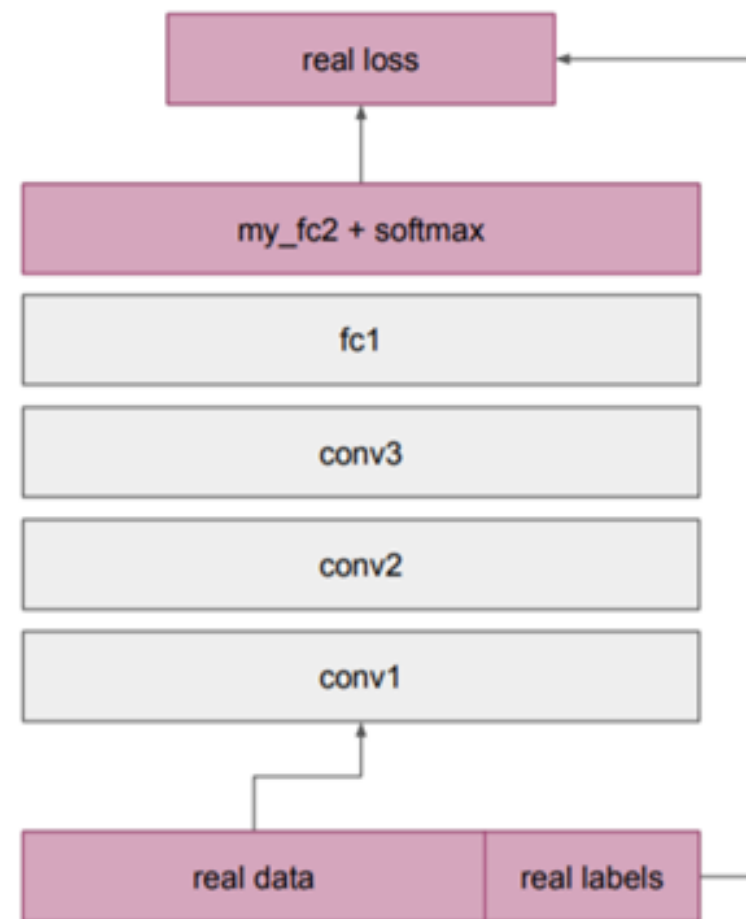 real loss
my_fc2 + softmax
fc1
conv3
conv2
conv1
real data
real labels